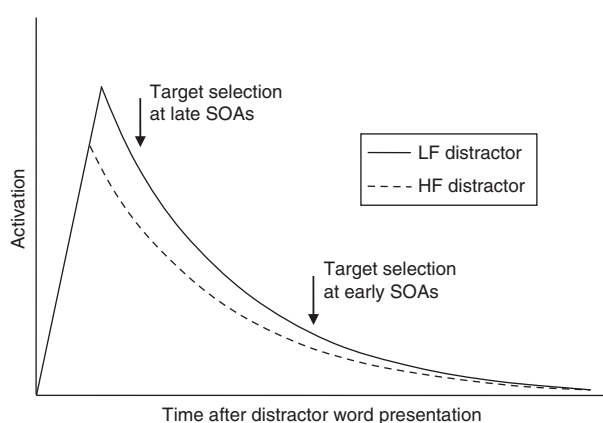 Target selection
at late SOAs
LF distractor
HF distractor
Activation
Target selection
at early SOAs
Time after distractor word presentation